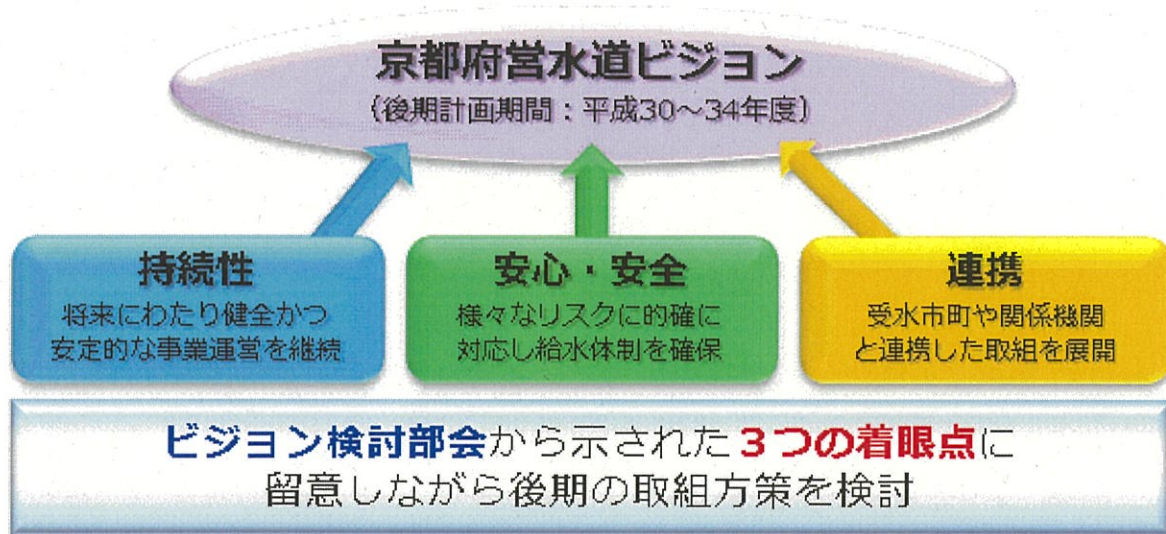 京都府営水道ビジョン
(後期計画期間：平成30～34年度)
持続性
将来にわたり健全かつ
安定的な事業運営を継続
安心・安全
様々なリスクに的確に
対応し給水体制を確保
連携
受水市町や関係機関
と連携した取組を展開
ビジョン検討部会から示された３つの着眼点に
留意しながら後期の取組方策を検討